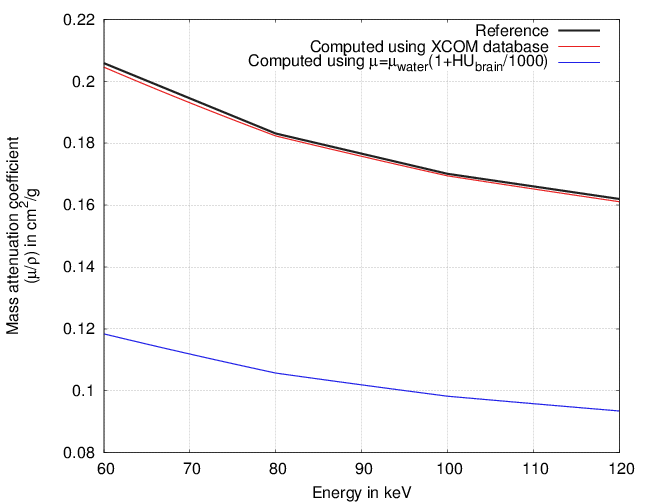 0.22
0.2
0.18
0.16
0.14
0.12
0.1
0.08
60
70
80
90
100
110
120
Mass attenuation coefficient
(μ/ρ) in cm²/g
Energy in keV
Reference
Computed using XCOM database
Computed using μ=μwater(1+HUbrain/1000)